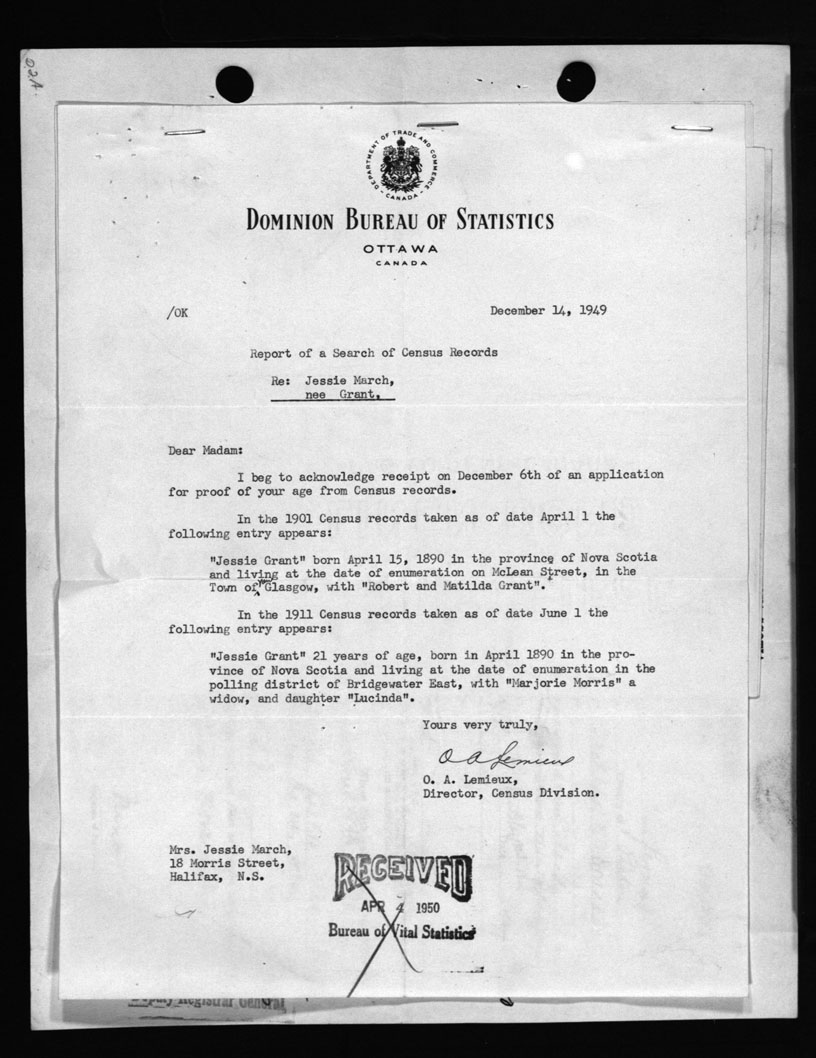 02A
DEPARTMENT OF TRADE AND COMMERCE
CANADA
DOMINION BUREAU OF STATISTICS
OTTAWA
CANADA
/OK
December 14, 1949
Report of a Search of Census Records
Re: Jessie March,
nee Grant,
Dear Madam:
I beg to acknowledge receipt on December 6th of an application
for proof of your age from Census records.
In the 1901 Census records taken as of date April 1 the
following entry appears:
"Jessie Grant" born April 15, 1890 in the province of Nova Scotia
and living at the date of enumeration on McLean Street, in the
Town of Glasgow, with "Robert and Matilda Grant".
In the 1911 Census records taken as of date June 1 the
following entry appears:
"Jessie Grant" 21 years of age, born in April 1890 in the pro-
vince of Nova Scotia and living at the date of enumeration in the
polling district of Bridgewater East, with "Marjorie Morris" a
widow, and daughter "Lucinda".
Yours very truly,
O A Lemieux
O. A. Lemieux,
Director, Census Division.
Mrs. Jessie March,
18 Morris Street,
Halifax, N.S.
RECEIVED
APR 4 1950
Bureau of Vital Statistics
Deputy Registrar General